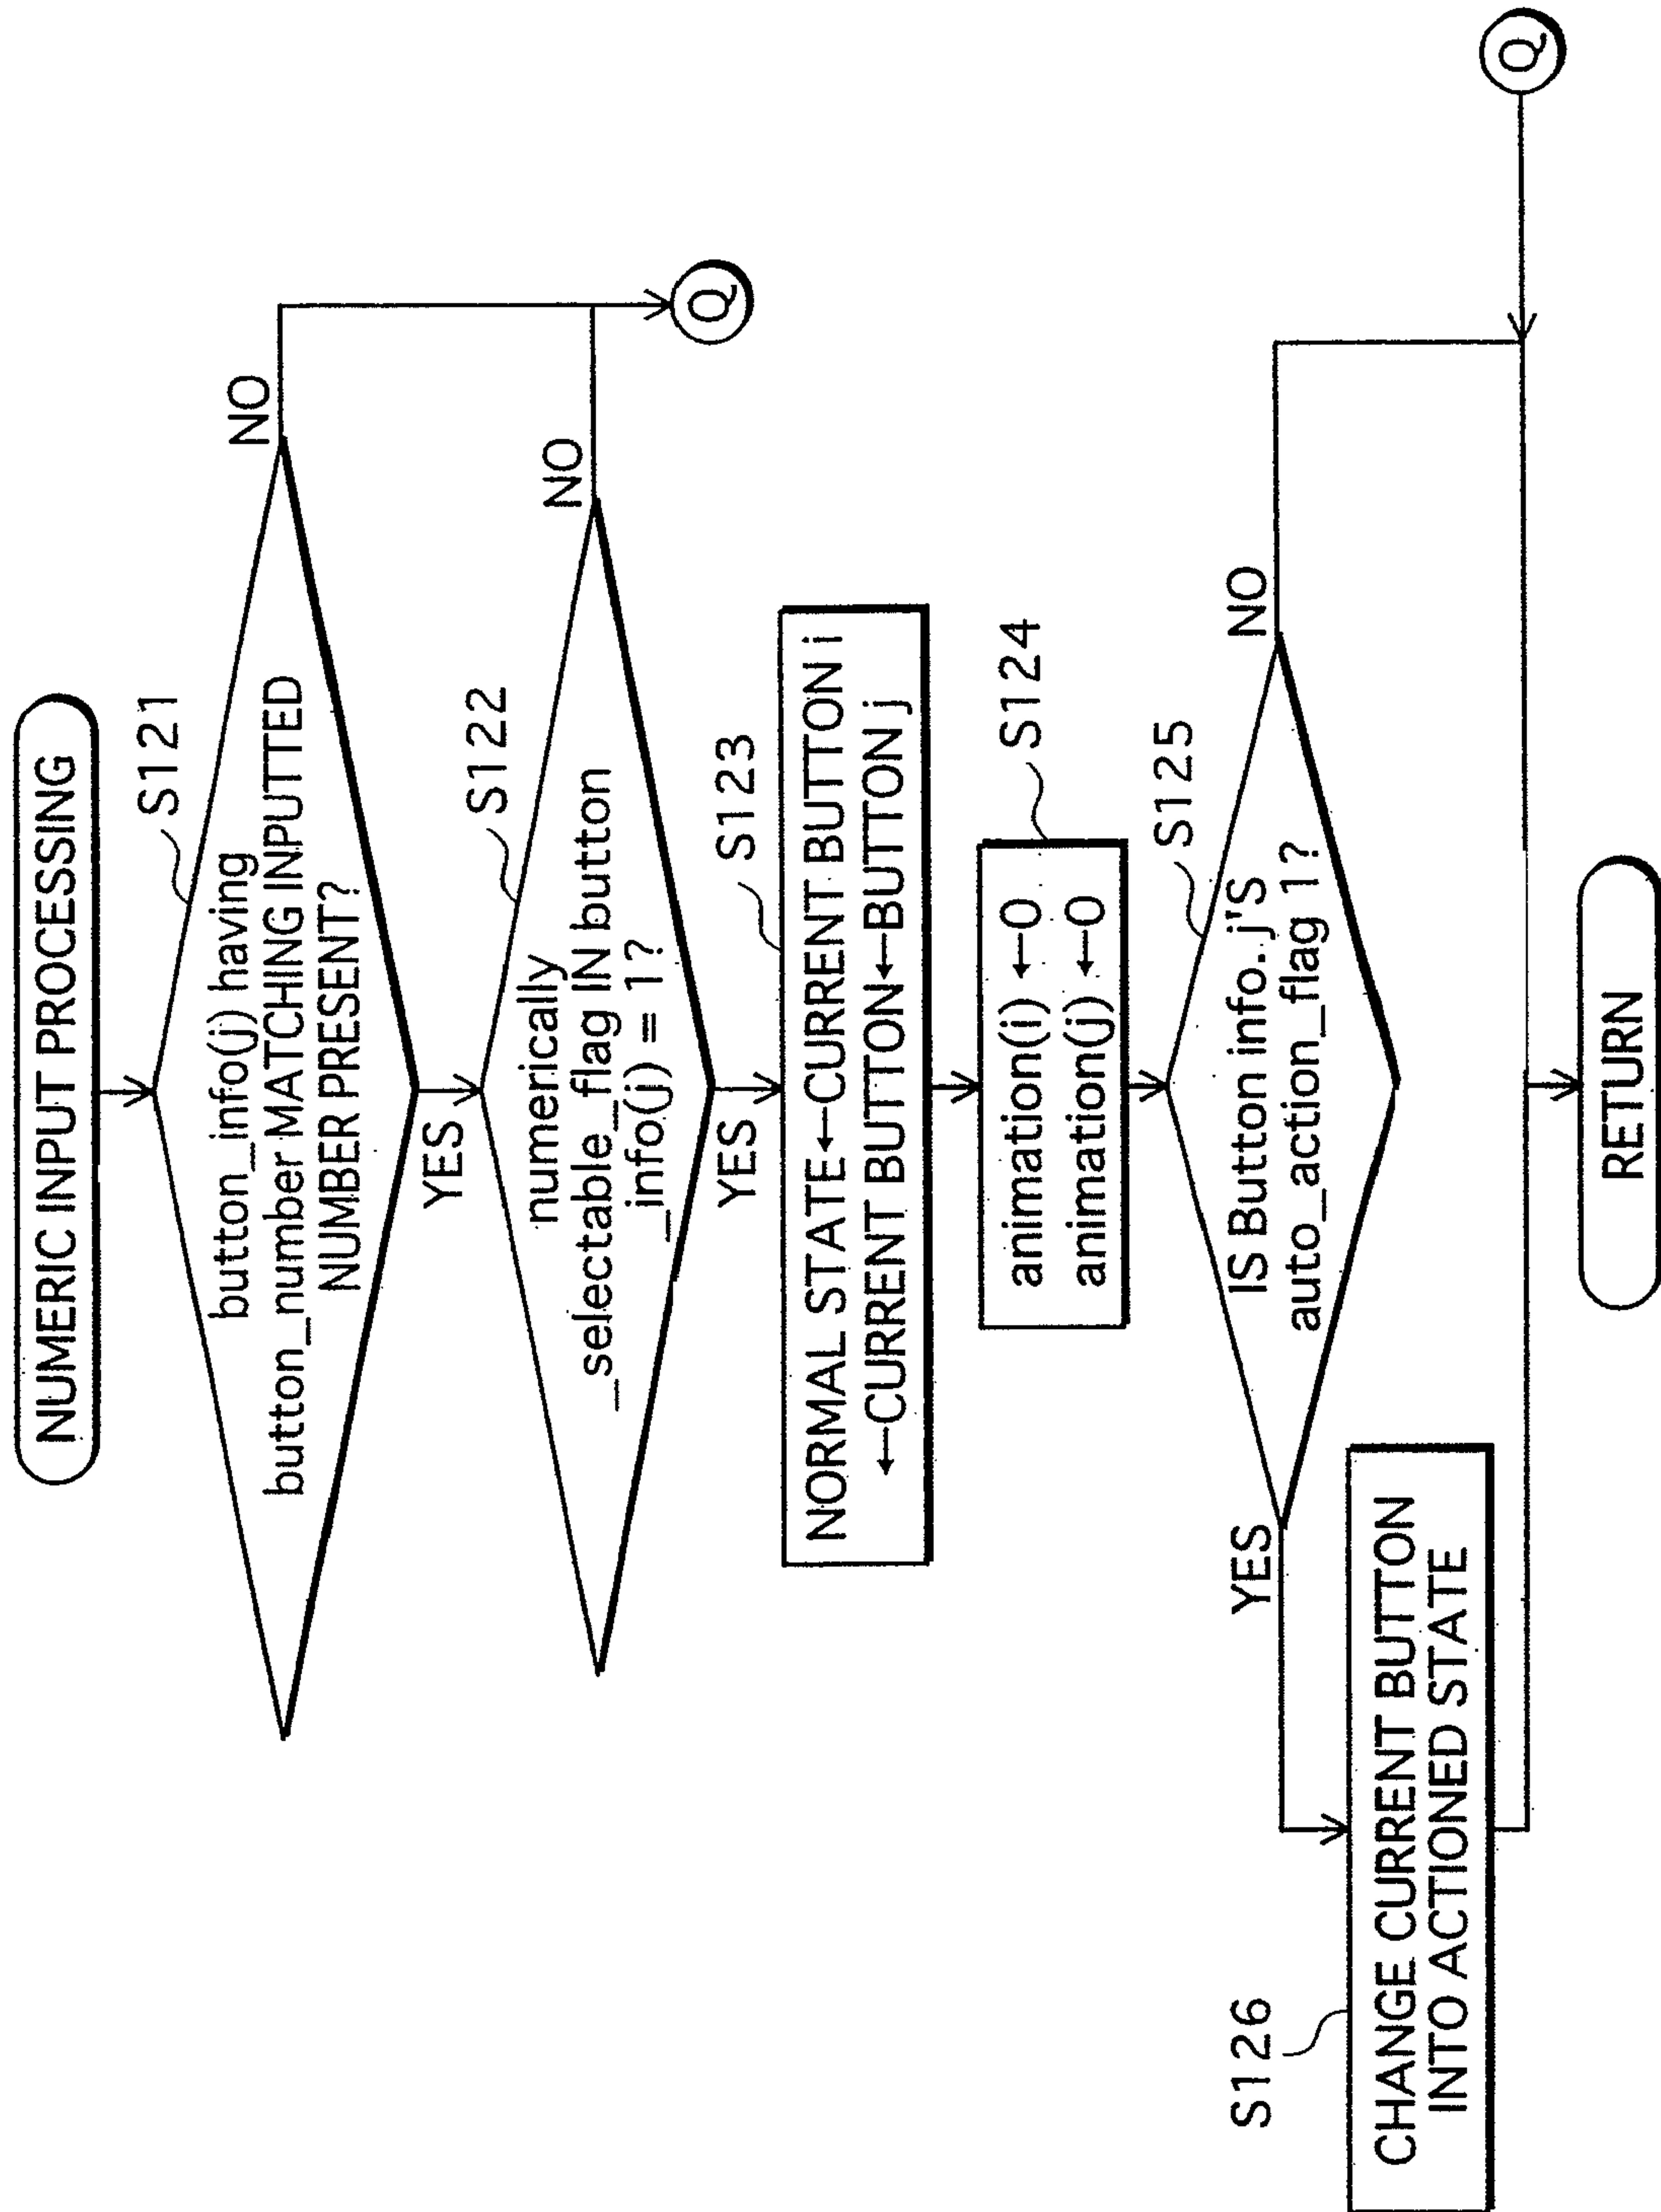 NUMERIC INPUT PROCESSING
S121
button_info(j) having
button_number MATCHING INPUTTED
NUMBER PRESENT?
NO
YES
S122
numerically
_selectable_flag IN button
_info(j) = 1?
NO
Q
YES
S123
NORMAL STATE←CURRENT BUTTON i
←CURRENT BUTTON←BUTTON j
S124
animation(i) ←0
animation(j) ←0
S125
IS Button info..j'S
auto_action_flag 1?
YES
NO
S126
CHANGE CURRENT BUTTON
INTO ACTIONED STATE
Q
RETURN